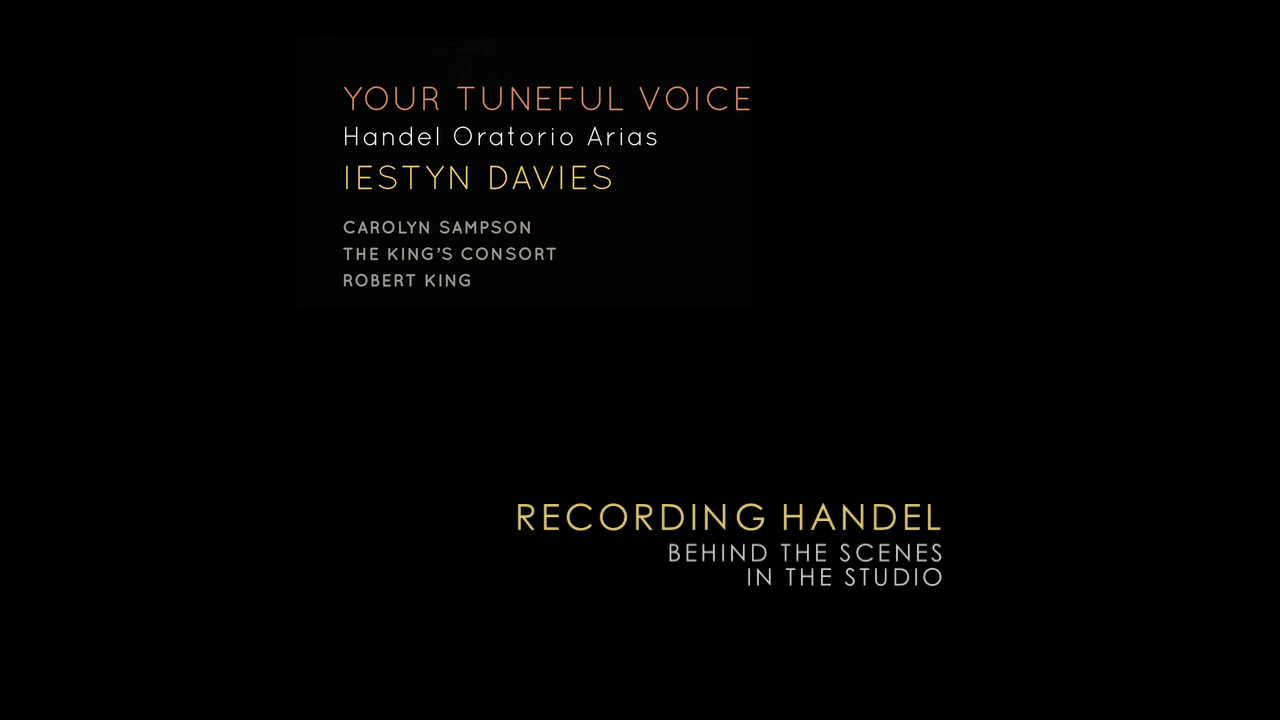 YOUR TUNEFUL VOICE
Handel Oratorio Arias
IESTYN DAVIES
CAROLYN SAMPSON
THE KING’S CONSORT
ROBERT KING
RECORDING HANDEL
BEHIND THE SCENES
IN THE STUDIO